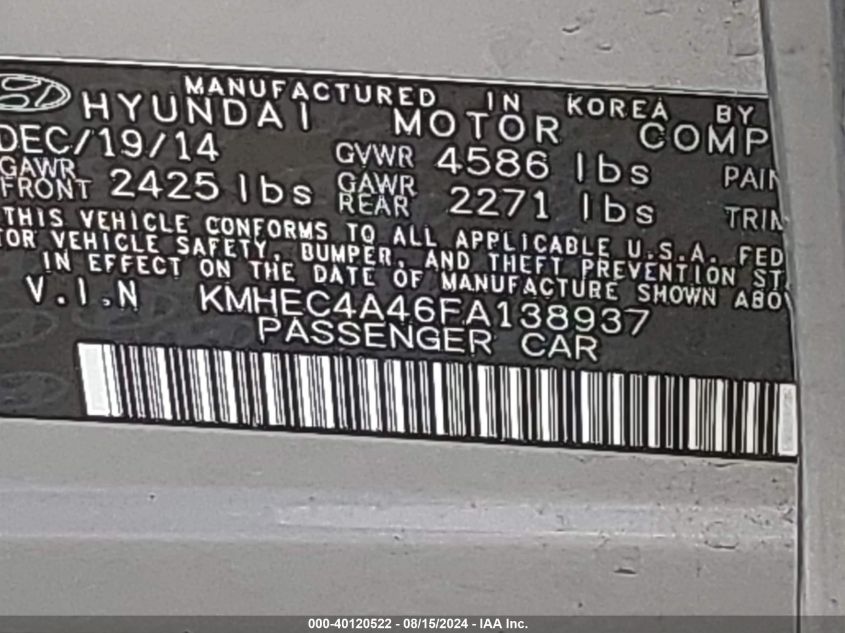 MANUFACTURED IN KOREA BY
HYUNDAI MOTOR COMP
DEC/19/14 GVWR 4586 lbs PAIN
GAWR FRONT 2425 lbs GAWR REAR 2271 lbs TRIM
THIS VEHICLE CONFORMS TO ALL APPLICABLE U.S.A. FED
TOR VEHICLE SAFETY, BUMPER, AND THEFT PREVENTION ST
IN EFFECT ON THE DATE OF MANUFACTURE SHOWN ABO
V.I.N KMHEC4A46FA138937
PASSENGER CAR
000-40120522 - 08/15/2024 - IAA Inc.